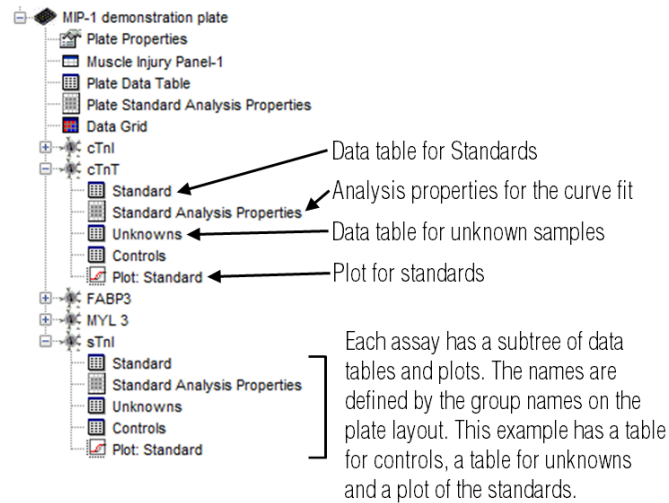 MIP-1 demonstration plate
Plate Properties
Muscle Injury Panel-1
Plate Data Table
Plate Standard Analysis Properties
Data Grid
cTnI
cTnT
Standard
Standard Analysis Properties
Unknowns
Controls
Plot: Standard
FABP3
MYL 3
sTnI
Standard
Standard Analysis Properties
Unknowns
Controls
Plot: Standard
Data table for Standards
Analysis properties for the curve fit
Data table for unknown samples
Plot for standards
Each assay has a subtree of data
tables and plots. The names are
defined by the group names on the
plate layout. This example has a table
for controls, a table for unknowns
and a plot of the standards.